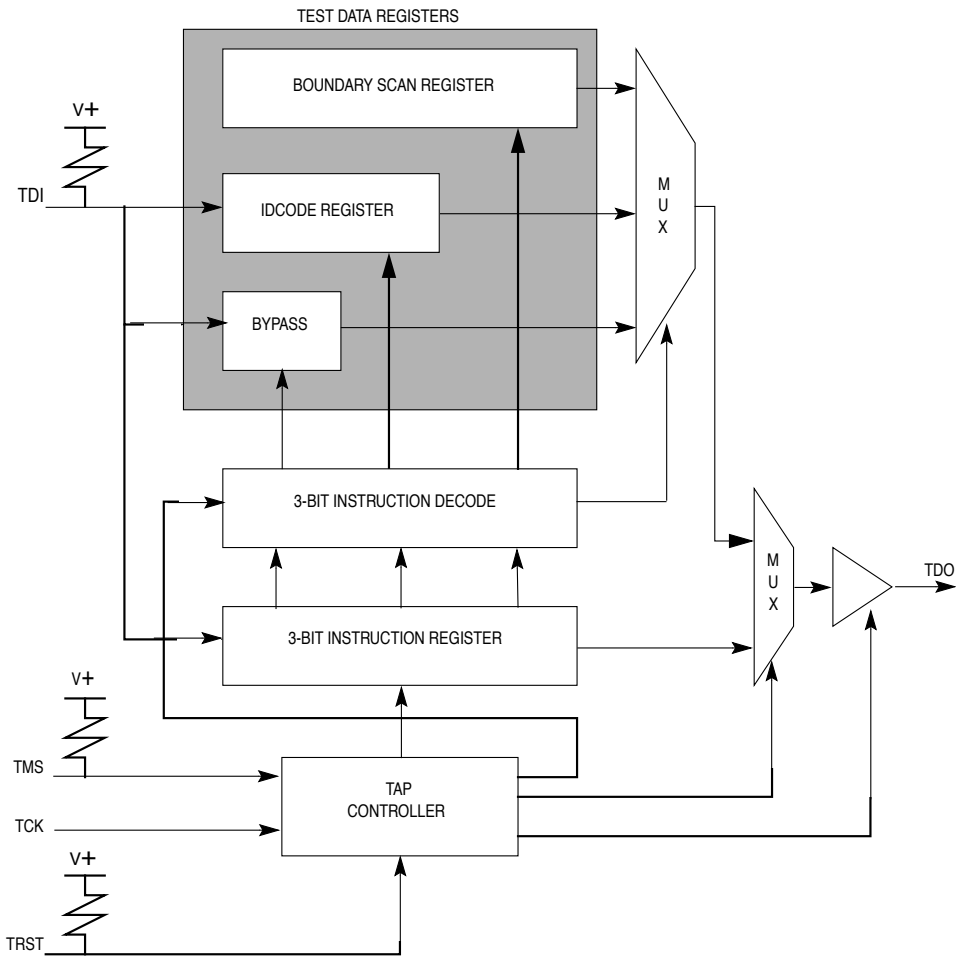 TEST DATA REGISTERS
BOUNDARY SCAN REGISTER
V+
TDI
IDCODE REGISTER
M
U
X
BYPASS
3-BIT INSTRUCTION DECODE
M
U
X
TDO
3-BIT INSTRUCTION REGISTER
V+
TMS
TAP
CONTROLLER
TCK
V+
TRST